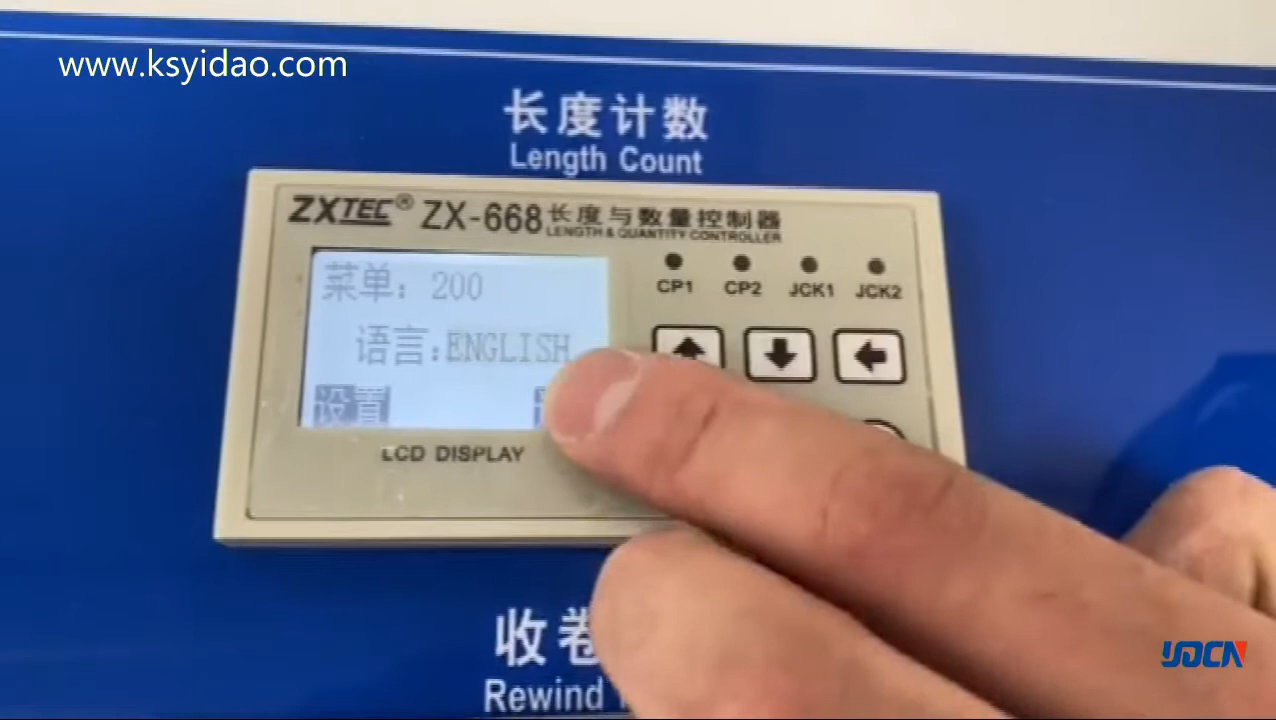 www.ksyidao.com
长度计数
Length Count
ZXTEC® ZX-668 长度与数量控制器
LENGTH & QUANTITY CONTROLLER
CP1 CP2 JCK1 JCK2
菜单: 200
语言:ENGLISH
设置
LCD DISPLAY
收卷
Rewind
YDCN